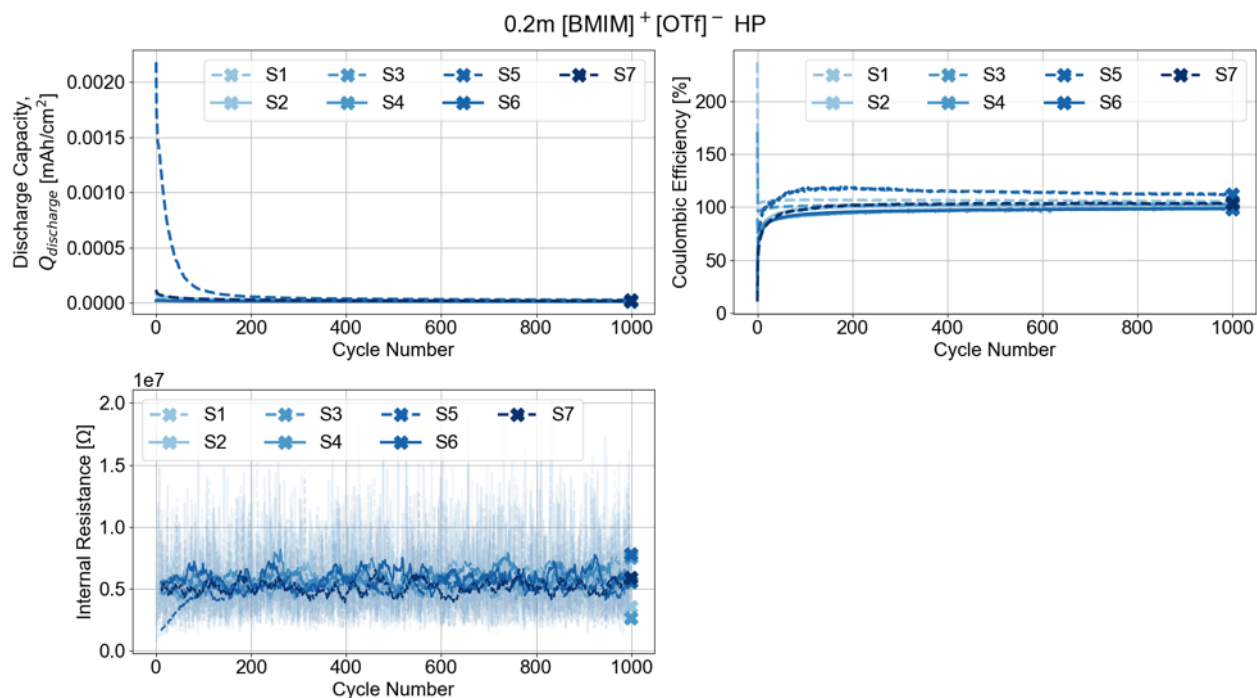 0.2m [BMIM]⁺[OTf]⁻ HP
Discharge Capacity,
Q_discharge [mAh/cm²]
0.0020
0.0015
0.0010
0.0005
0.0000
S1 S3 S5 S7
S2 S4 S6
0 200 400 600 800 1000
Cycle Number
Coulombic Efficiency [%]
200
150
100
50
0
S1 S3 S5 S7
S2 S4 S6
0 200 400 600 800 1000
Cycle Number
1e7
Internal Resistance [Ω]
2.0
1.5
1.0
0.5
0.0
S1 S3 S5 S7
S2 S4 S6
0 200 400 600 800 1000
Cycle Number